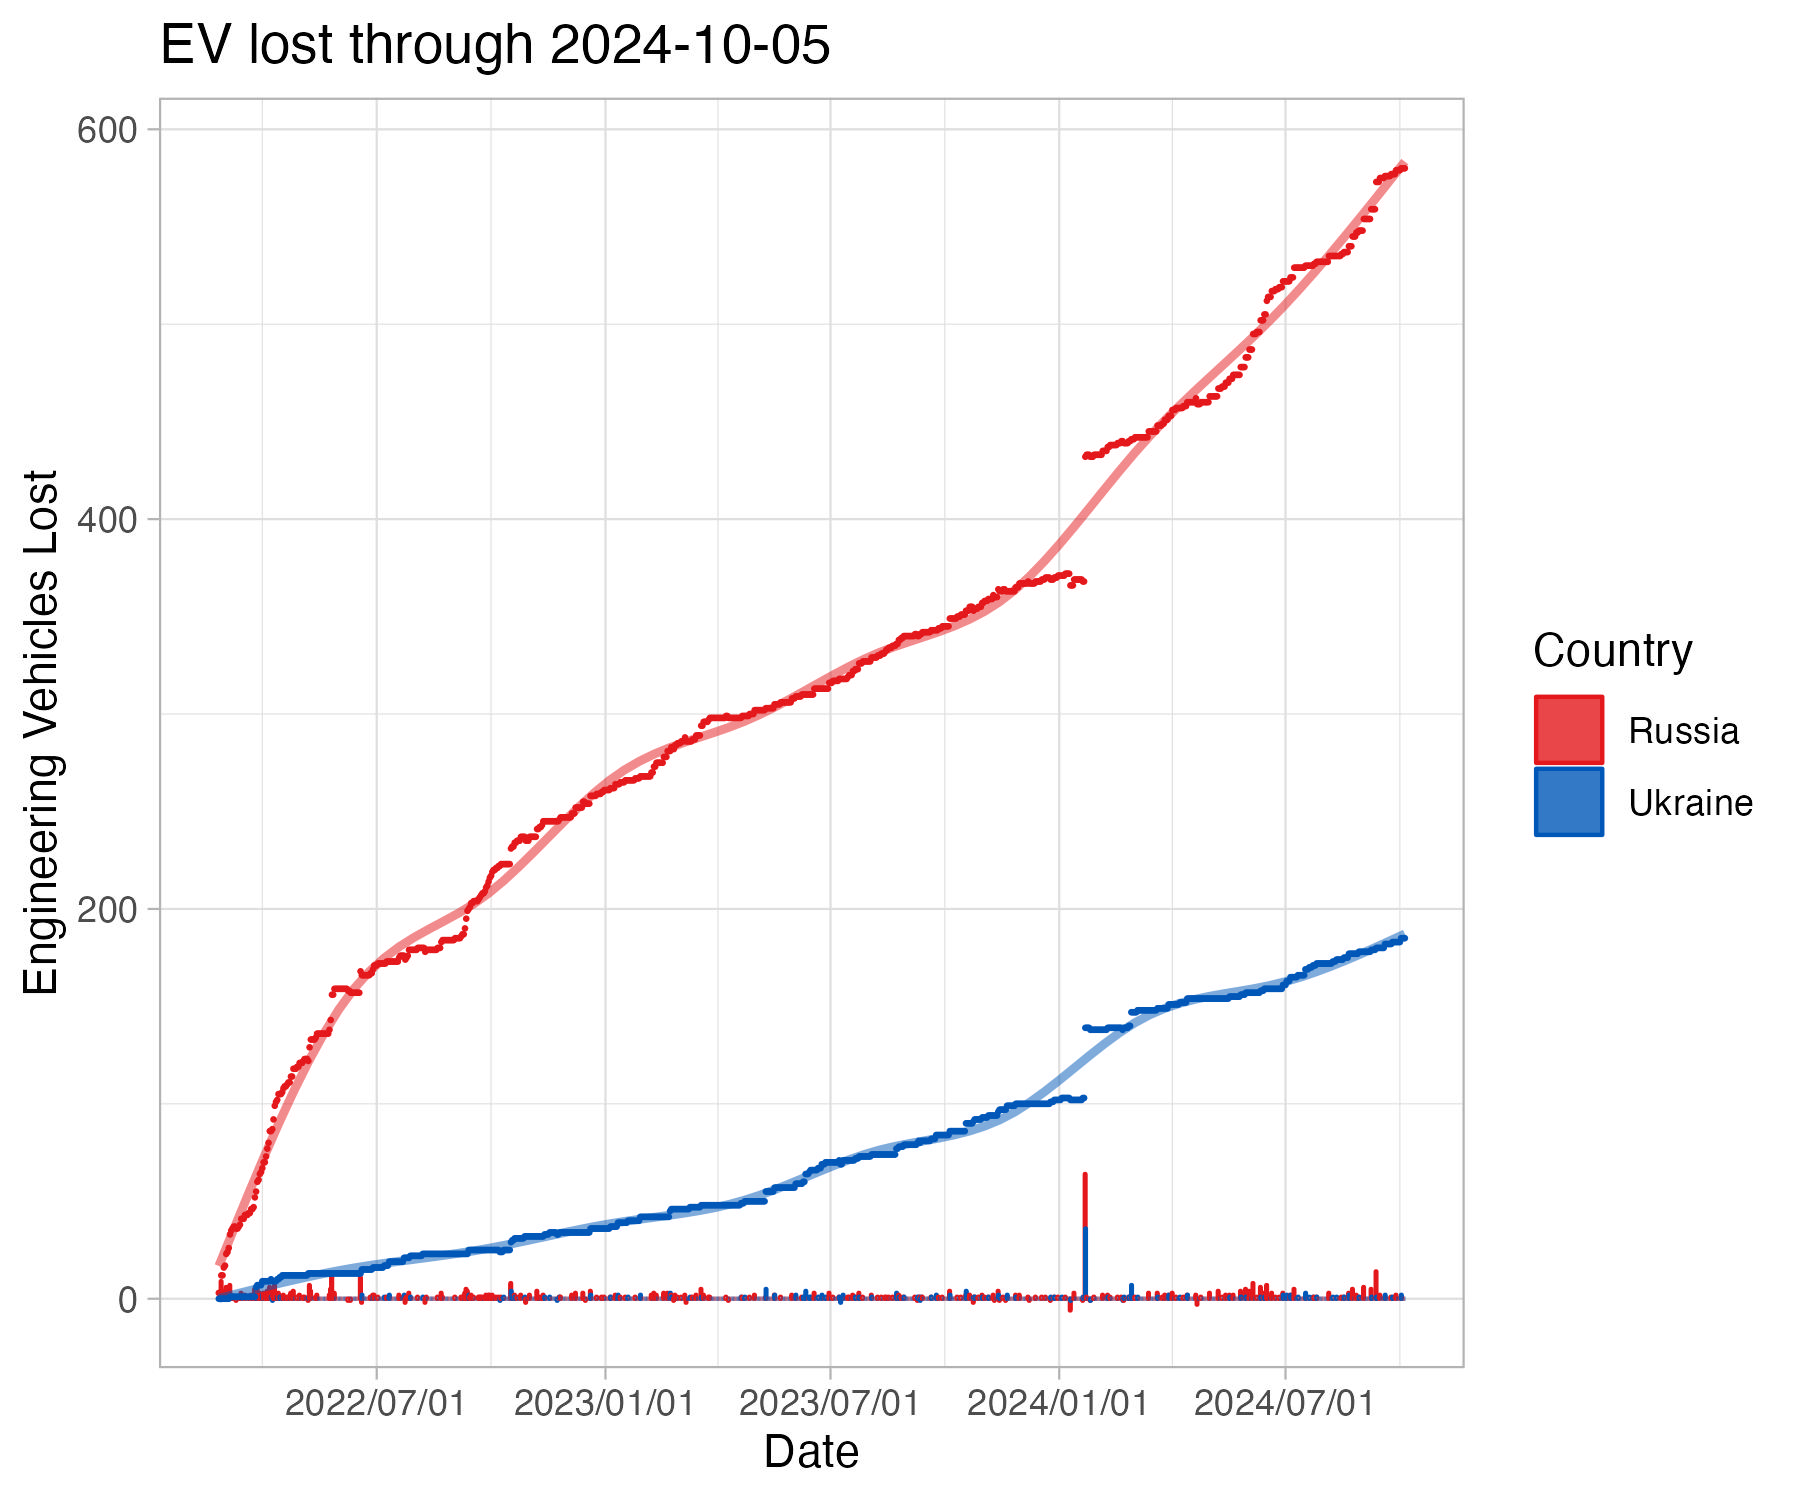 EV lost through 2024-10-05
Engineering Vehicles Lost
600
400
200
0
2022/07/01
2023/01/01
2023/07/01
2024/01/01
2024/07/01
Date
Country
Russia
Ukraine